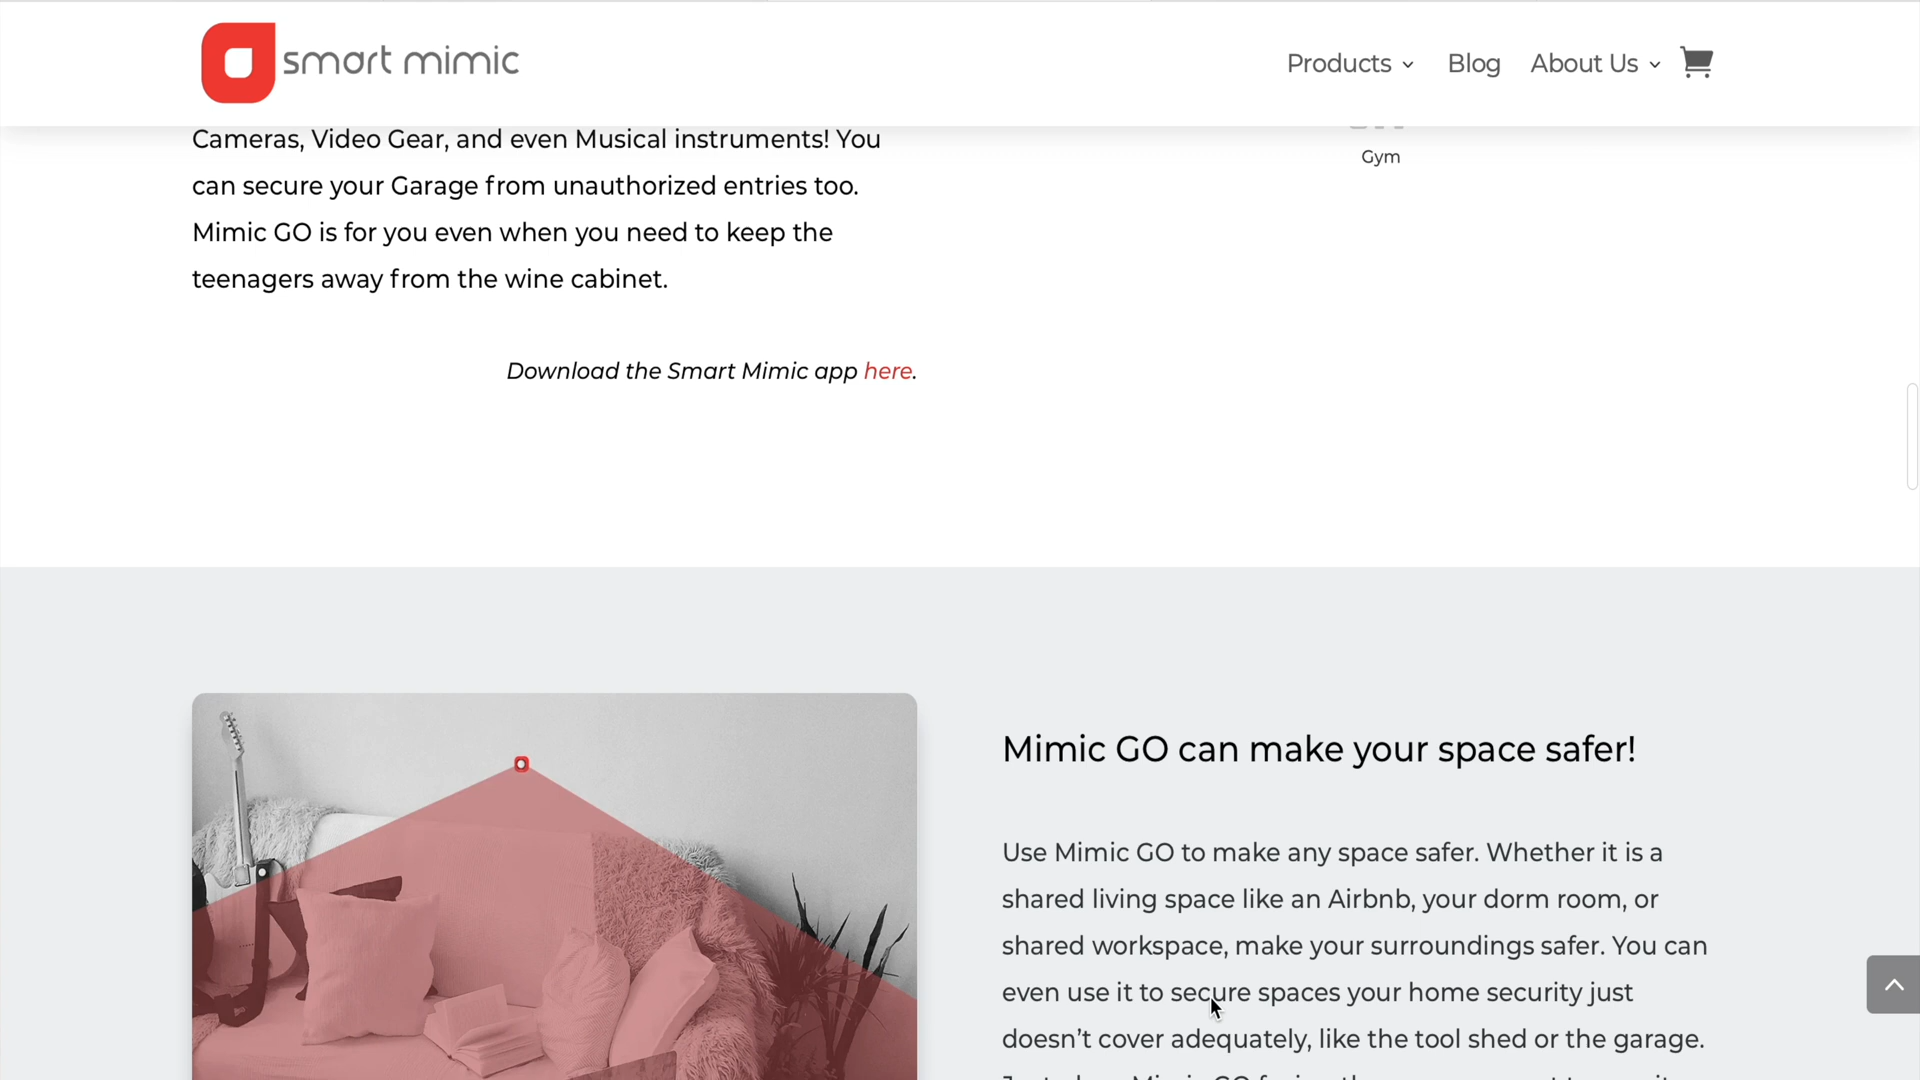 smart mimic
Products
Blog
About Us
Cameras, Video Gear, and even Musical instruments! You
can secure your Garage from unauthorized entries too.
Mimic GO is for you even when you need to keep the
teenagers away from the wine cabinet.
Gym
Download the Smart Mimic app here.
Mimic GO can make your space safer!
Use Mimic GO to make any space safer. Whether it is a
shared living space like an Airbnb, your dorm room, or
shared workspace, make your surroundings safer. You can
even use it to secure spaces your home security just
doesn’t cover adequately, like the tool shed or the garage.